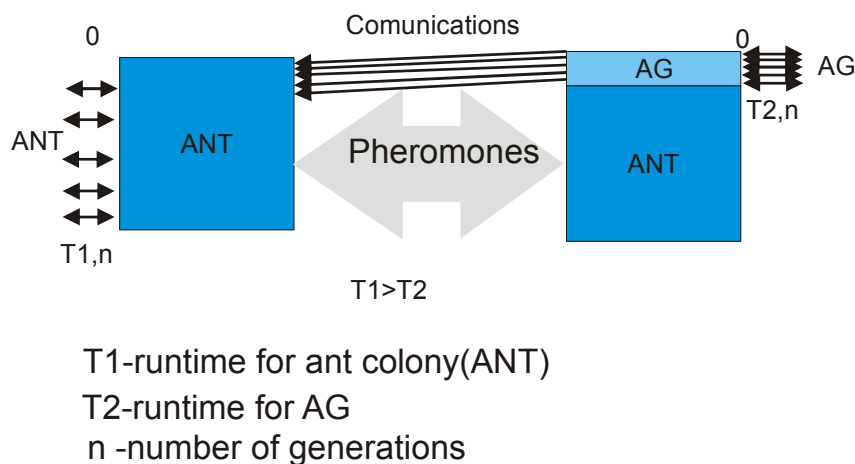 Comunications
0
0
AG
AG
T2,n
ANT
ANT
Pheromones
ANT
T1,n
T1>T2
T1-runtime for ant colony(ANT)
T2-runtime for AG
n -number of generations